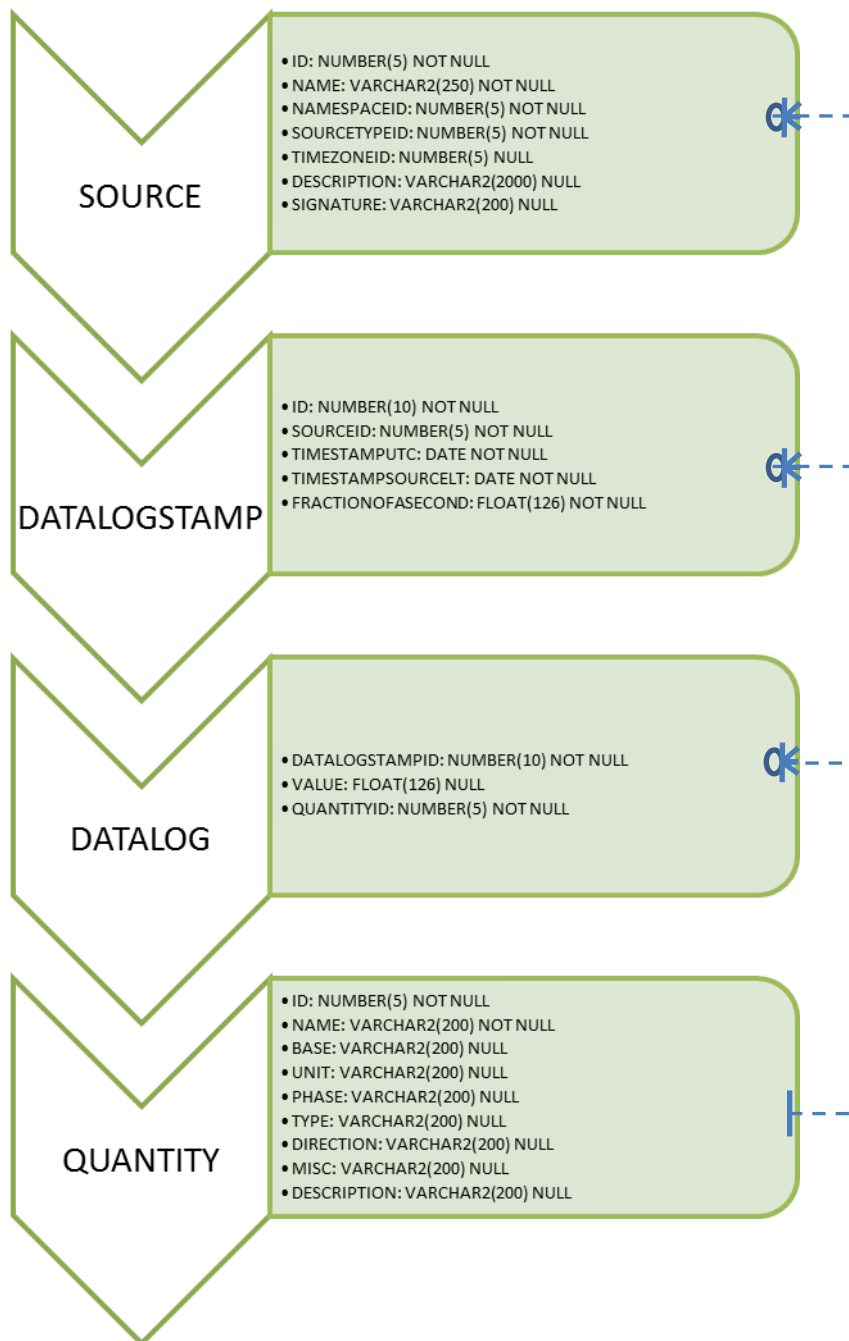 SOURCE
• ID: NUMBER(5) NOT NULL
• NAME: VARCHAR2(250) NOT NULL
• NAMESPACEID: NUMBER(5) NOT NULL
• SOURCETYPEID: NUMBER(5) NOT NULL
• TIMEZONEID: NUMBER(5) NULL
• DESCRIPTION: VARCHAR2(2000) NULL
• SIGNATURE: VARCHAR2(200) NULL
DATALOGSTAMP
• ID: NUMBER(10) NOT NULL
• SOURCEID: NUMBER(5) NOT NULL
• TIMESTAMPUTC: DATE NOT NULL
• TIMESTAMPSOURCELT: DATE NOT NULL
• FRACTIONOFASECOND: FLOAT(126) NOT NULL
DATALOG
• DATALOGSTAMPID: NUMBER(10) NOT NULL
• VALUE: FLOAT(126) NULL
• QUANTITYID: NUMBER(5) NOT NULL
QUANTITY
• ID: NUMBER(5) NOT NULL
• NAME: VARCHAR2(200) NOT NULL
• BASE: VARCHAR2(200) NULL
• UNIT: VARCHAR2(200) NULL
• PHASE: VARCHAR2(200) NULL
• TYPE: VARCHAR2(200) NULL
• DIRECTION: VARCHAR2(200) NULL
• MISC: VARCHAR2(200) NULL
• DESCRIPTION: VARCHAR2(200) NULL